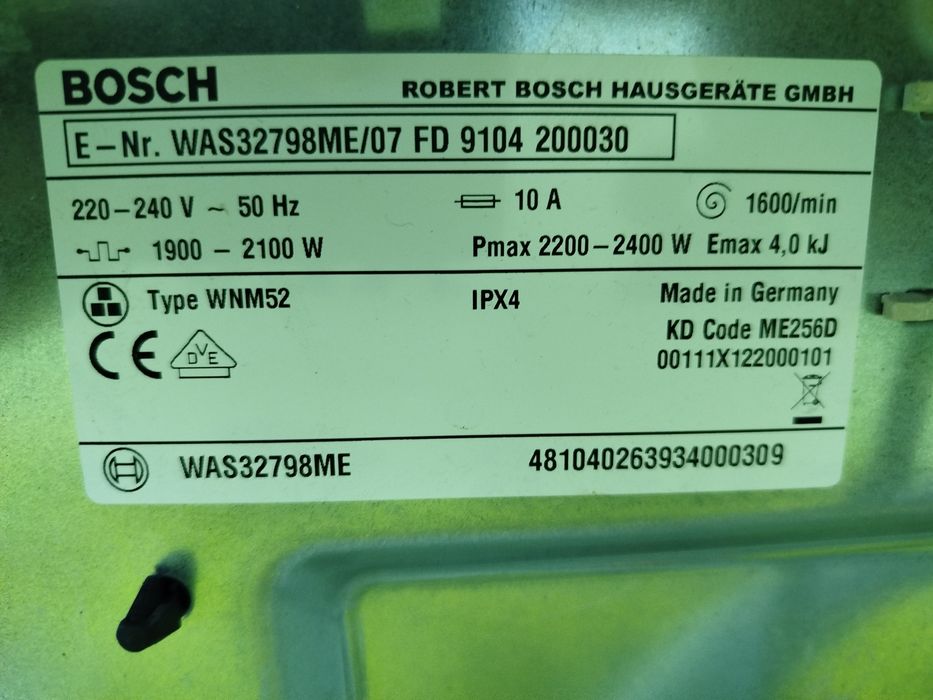 BOSCH ROBERT BOSCH HAUSGERÄTE GMBH
E-Nr. WAS32798ME/07 FD 9104 200030
220-240 V ~ 50 Hz 10 A 1600/min
1900 - 2100 W Pmax 2200-2400 W Emax 4,0 kJ
Type WNM52 IPX4 Made in Germany
KD Code ME256D
CE DVE 00111X122000101
WAS32798ME 481040263934000309